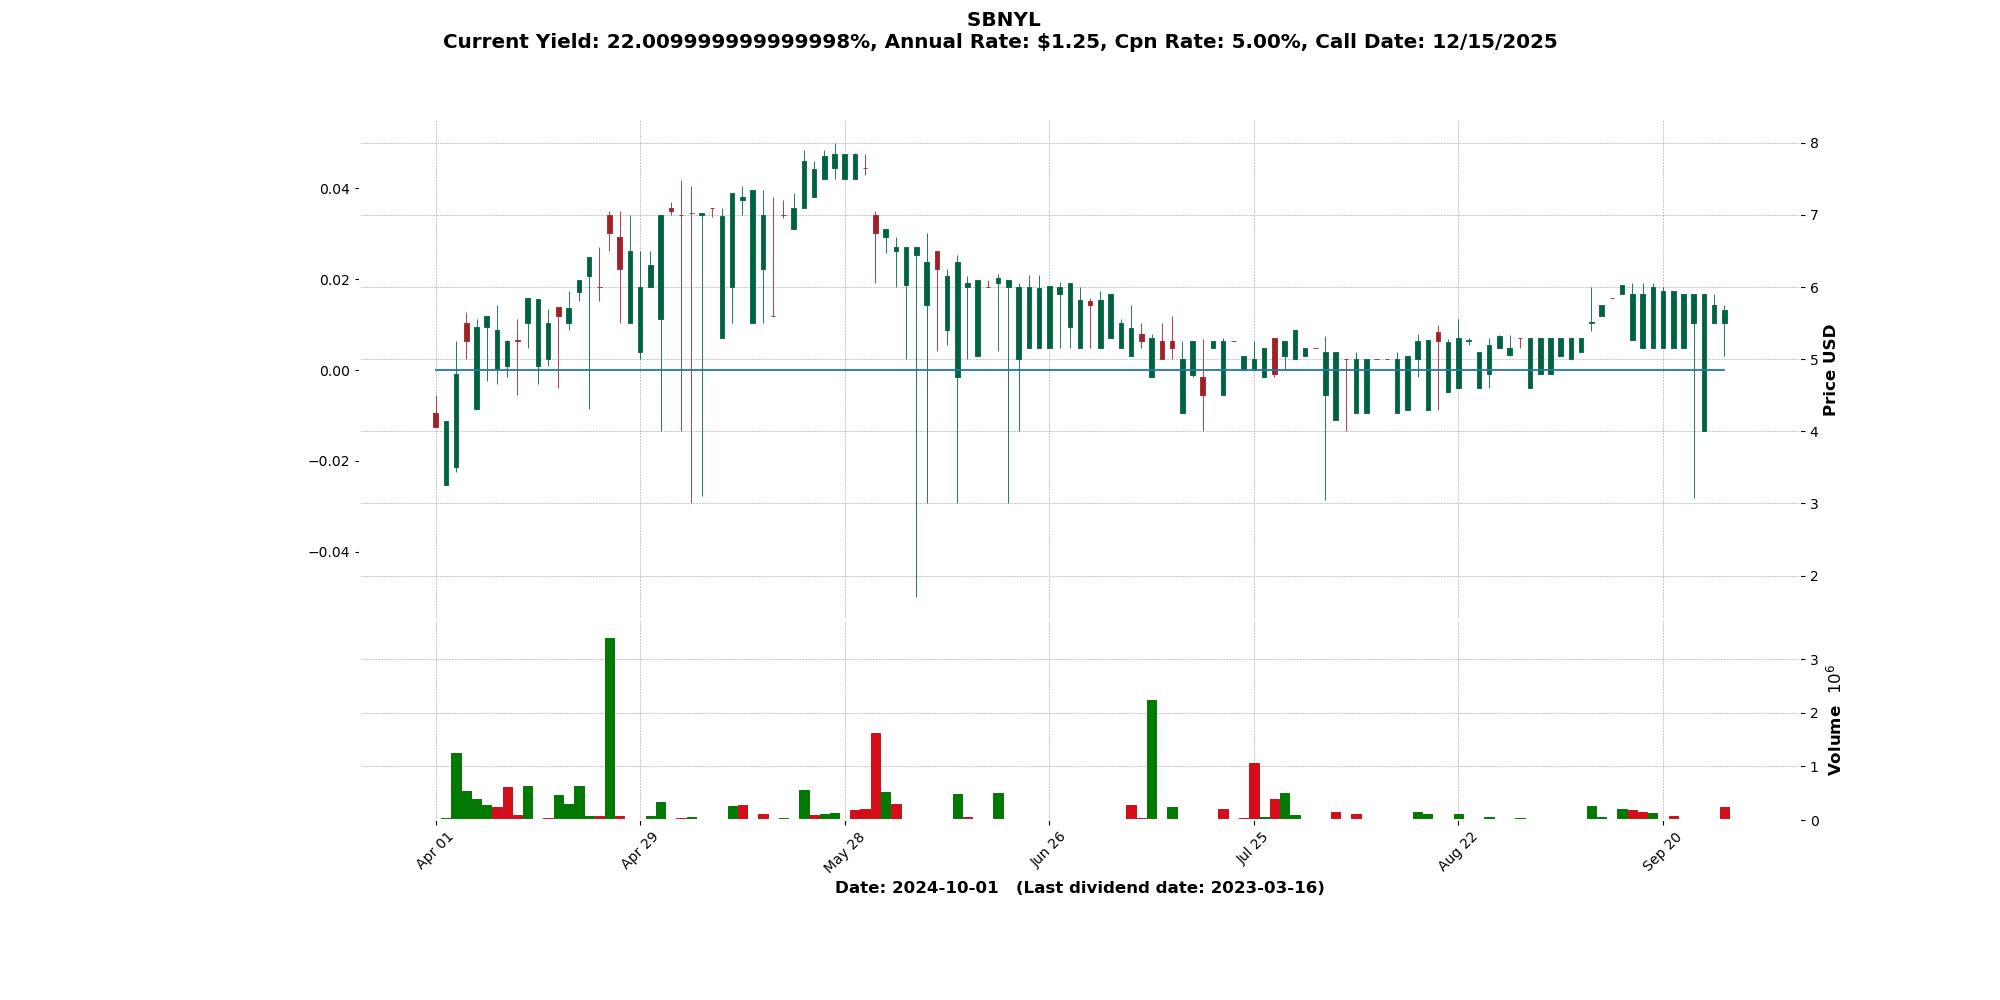 SBNYL
Current Yield: 22.009999999999998%, Annual Rate: $1.25, Cpn Rate: 5.00%, Call Date: 12/15/2025
0.04
0.02
0.00
−0.02
−0.04
8
7
6
5
4
3
2
Price USD
3
2
1
0
Volume 10^6
Apr 01
Apr 29
May 28
Jun 26
Jul 25
Aug 22
Sep 20
Date: 2024-10-01 (Last dividend date: 2023-03-16)